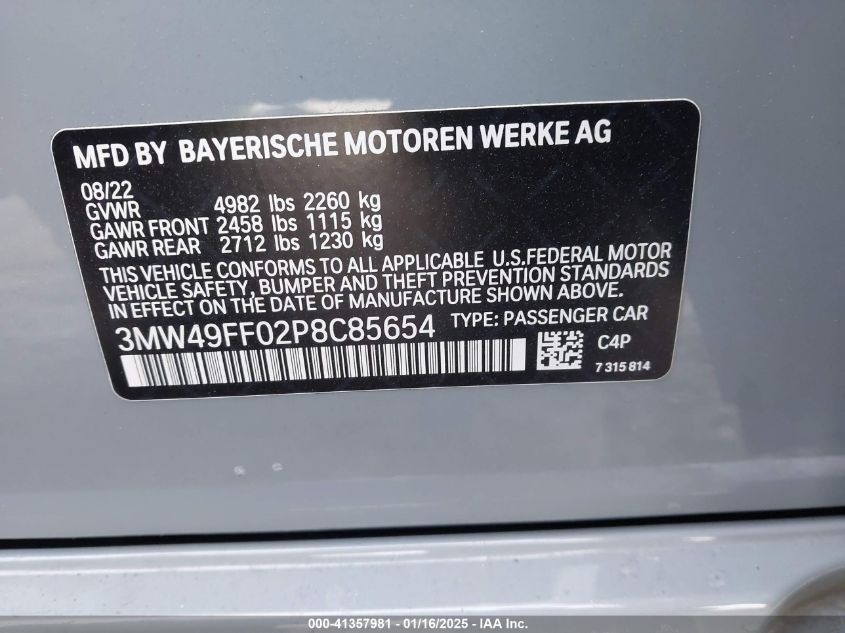 MFD BY BAYERISCHE MOTOREN WERKE AG
08/22
GVWR 4982 lbs 2260 kg
GAWR FRONT 2458 lbs 1115 kg
GAWR REAR 2712 lbs 1230 kg
THIS VEHICLE CONFORMS TO ALL APPLICABLE U.S.FEDERAL MOTOR
VEHICLE SAFETY, BUMPER AND THEFT PREVENTION STANDARDS
IN EFFECT ON THE DATE OF MANUFACTURE SHOWN ABOVE.
3MW49FF02P8C85654 TYPE: PASSENGER CAR
C4P
7 315 814
000-41357981 - 01/16/2025 - IAA Inc.